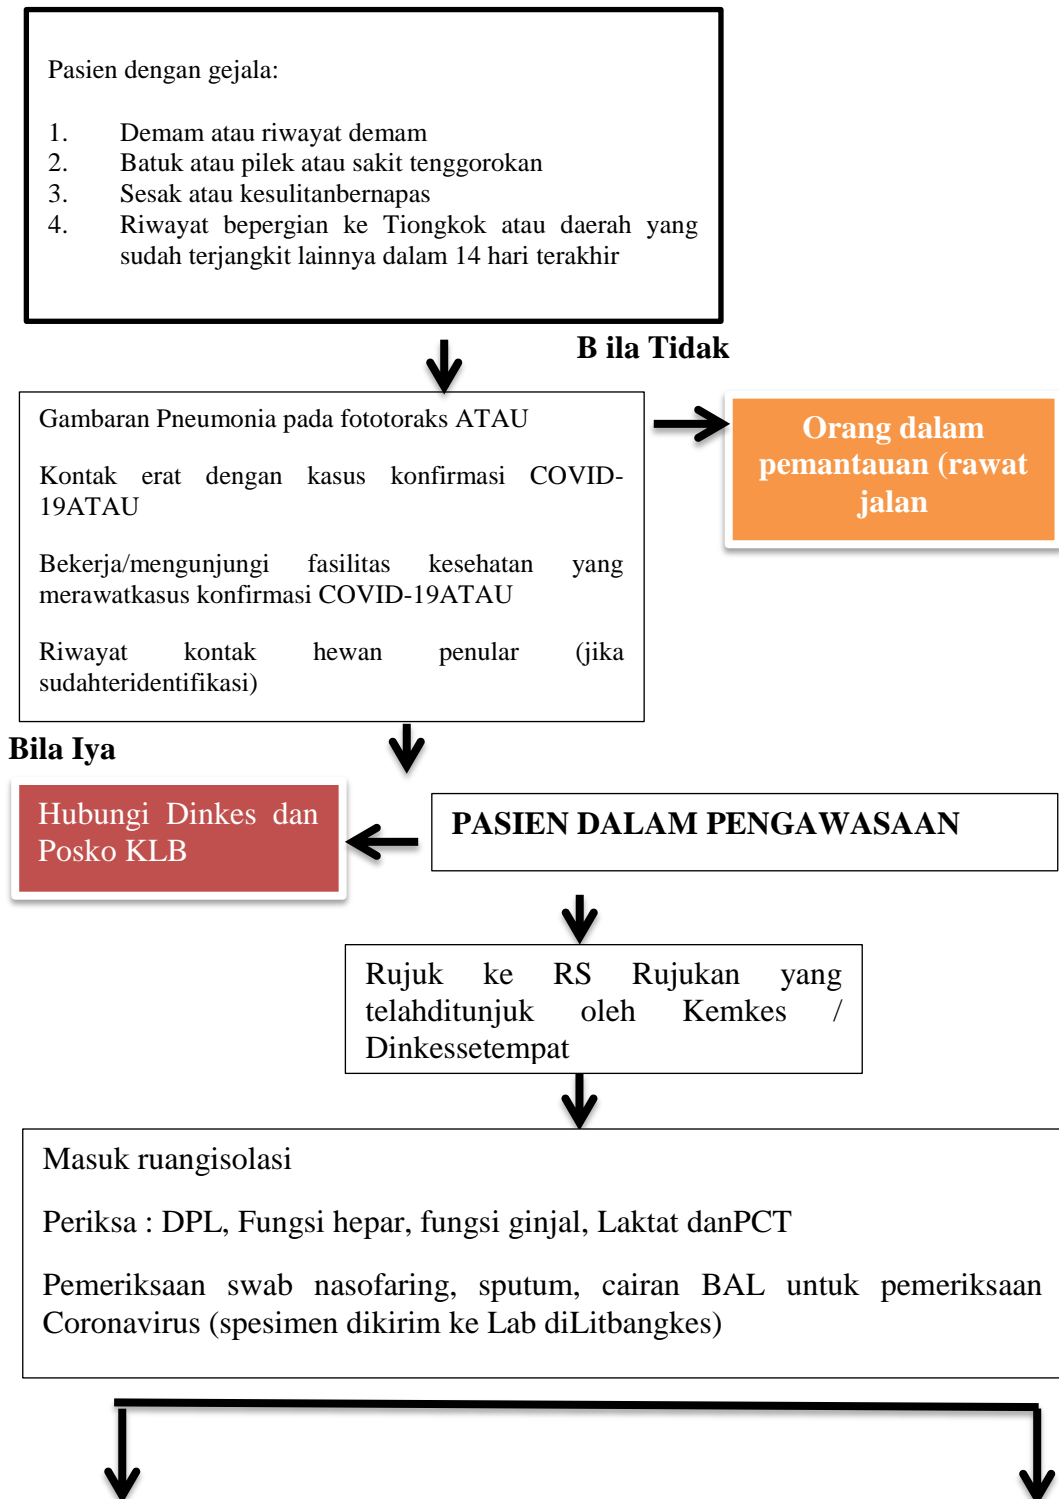 Pasien dengan gejala:
1. Demam atau riwayat demam
2. Batuk atau pilek atau sakit tenggorokan
3. Sesak atau kesulitanbernapas
4. Riwayat bepergian ke Tiongkok atau daerah yang
sudah terjangkit lainnya dalam 14 hari terakhir
B ila Tidak
Gambaran Pneumonia pada fototoraks ATAU
Kontak erat dengan kasus konfirmasi COVID-
19ATAU
Bekerja/mengunjungi fasilitas kesehatan yang
merawatkasus konfirmasi COVID-19ATAU
Riwayat kontak hewan penular (jika
sudahteridentifikasi)
Orang dalam
pemantauan (rawat
jalan
Bila Iya
Hubungi Dinkes dan
Posko KLB
PASIEN DALAM PENGAWASAAN
Rujuk ke RS Rujukan yang
telahditunjuk oleh Kemkes /
Dinkessetempat
Masuk ruangisolasi
Periksa : DPL, Fungsi hepar, fungsi ginjal, Laktat danPCT
Pemeriksaan swab nasofaring, sputum, cairan BAL untuk pemeriksaan
Coronavirus (spesimen dikirim ke Lab diLitbangkes)